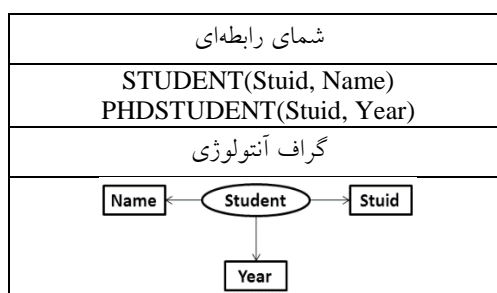 شمای رابطه‌ای
STUDENT(Stuid, Name)
PHDSTUDENT(Stuid, Year)
گراف آنتولوژی
Name Student Stuid
Year